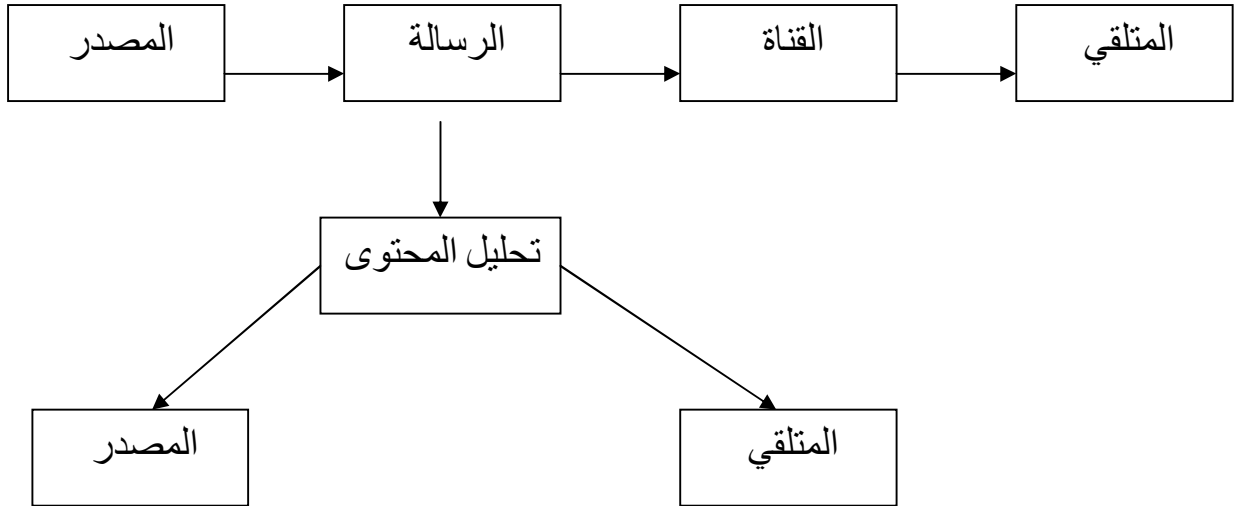 المصدر
الرسالة
القناة
المتلقي
تحليل المحتوى
المصدر
المتلقي